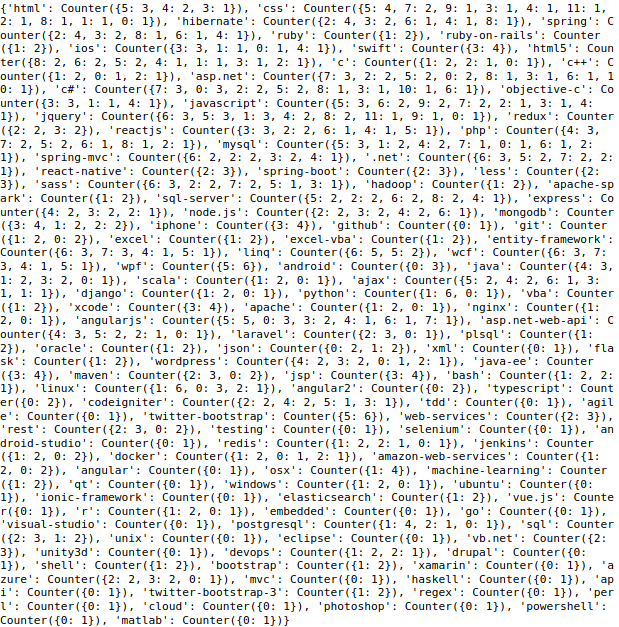 {'html': Counter({5: 3, 4: 2, 3: 1}), 'css': Counter({5: 4, 7: 2, 9: 1, 3: 1, 4: 1, 11: 1,
2: 1, 8: 1, 1: 1, 0: 1}), 'hibernate': Counter({2: 4, 3: 2, 6: 1, 4: 1, 8: 1}), 'spring': C
ounter({2: 4, 3: 2, 8: 1, 6: 1, 4: 1}), 'ruby': Counter({1: 2}), 'ruby-on-rails': Counter
({1: 2}), 'ios': Counter({3: 3, 1: 1, 0: 1, 4: 1}), 'swift': Counter({3: 4}), 'html5': Coun
ter({8: 2, 6: 2, 5: 2, 4: 1, 1: 1, 3: 1, 2: 1}), 'c': Counter({1: 2, 2: 1, 0: 1}), 'c++': C
ounter({1: 2, 0: 1, 2: 1}), 'asp.net': Counter({7: 3, 2: 2, 5: 2, 0: 2, 8: 1, 3: 1, 6: 1, 1
0: 1}), 'c#': Counter({7: 3, 0: 3, 2: 2, 5: 2, 8: 1, 3: 1, 10: 1, 6: 1}), 'objective-c': Co
unter({3: 3, 1: 1, 4: 1}), 'javascript': Counter({5: 3, 6: 2, 9: 2, 7: 2, 2: 1, 3: 1, 4:
1}), 'jquery': Counter({6: 3, 5: 3, 1: 3, 4: 2, 8: 2, 11: 1, 9: 1, 0: 1}), 'redux': Counter
({2: 2, 3: 2}), 'reactjs': Counter({3: 3, 2: 2, 6: 1, 4: 1, 5: 1}), 'php': Counter({4: 3,
7: 2, 5: 2, 6: 1, 8: 1, 2: 1}), 'mysql': Counter({5: 3, 1: 2, 4: 2, 7: 1, 0: 1, 6: 1, 2:
1}), 'spring-mvc': Counter({6: 2, 2: 2, 3: 2, 4: 1}), '.net': Counter({6: 3, 5: 2, 7: 2, 2:
1}), 'react-native': Counter({2: 3}), 'spring-boot': Counter({2: 3}), 'less': Counter({2:
3}), 'sass': Counter({6: 3, 2: 2, 7: 2, 5: 1, 3: 1}), 'hadoop': Counter({1: 2}), 'apache-sp
ark': Counter({1: 2}), 'sql-server': Counter({5: 2, 2: 2, 6: 2, 8: 2, 4: 1}), 'express': Co
unter({4: 2, 3: 2, 2: 1}), 'node.js': Counter({2: 2, 3: 2, 4: 2, 6: 1}), 'mongodb': Counter
({3: 4, 1: 2, 2: 2}), 'iphone': Counter({3: 4}), 'github': Counter({0: 1}), 'git': Counter
({1: 2, 0: 2}), 'excel': Counter({1: 2}), 'excel-vba': Counter({1: 2}), 'entity-framework':
Counter({6: 3, 7: 3, 4: 1, 5: 1}), 'linq': Counter({6: 5, 5: 2}), 'wcf': Counter({6: 3, 7:
3, 4: 1, 5: 1}), 'wpf': Counter({5: 6}), 'android': Counter({0: 3}), 'java': Counter({4: 3,
1: 2, 3: 2, 0: 1}), 'scala': Counter({1: 2, 0: 1}), 'ajax': Counter({5: 2, 4: 2, 6: 1, 3:
1, 1: 1}), 'django': Counter({1: 2, 0: 1}), 'python': Counter({1: 6, 0: 1}), 'vba': Counter
({1: 2}), 'xcode': Counter({3: 4}), 'apache': Counter({1: 2, 0: 1}), 'nginx': Counter({1:
2, 0: 1}), 'angularjs': Counter({5: 5, 0: 3, 3: 2, 4: 1, 6: 1, 7: 1}), 'asp.net-web-api': C
ounter({4: 3, 5: 2, 2: 1, 0: 1}), 'laravel': Counter({2: 3, 0: 1}), 'plsql': Counter({1:
2}), 'oracle': Counter({1: 2}), 'json': Counter({0: 2, 1: 2}), 'xml': Counter({0: 1}), 'fla
sk': Counter({1: 2}), 'wordpress': Counter({4: 2, 3: 2, 0: 1, 2: 1}), 'java-ee': Counter
({3: 4}), 'maven': Counter({2: 3, 0: 2}), 'jsp': Counter({3: 4}), 'bash': Counter({1: 2, 2:
1}), 'linux': Counter({1: 6, 0: 3, 2: 1}), 'angular2': Counter({0: 2}), 'typescript': Count
er({0: 2}), 'codeigniter': Counter({2: 2, 4: 2, 5: 1, 3: 1}), 'tdd': Counter({0: 1}), 'agil
e': Counter({0: 1}), 'twitter-bootstrap': Counter({5: 6}), 'web-services': Counter({2: 3}),
'rest': Counter({2: 3, 0: 2}), 'testing': Counter({0: 1}), 'selenium': Counter({0: 1}), 'an
droid-studio': Counter({0: 1}), 'redis': Counter({1: 2, 2: 1, 0: 1}), 'jenkins': Counter
({1: 2, 0: 2}), 'docker': Counter({1: 2, 0: 1, 2: 1}), 'amazon-web-services': Counter({1:
2, 0: 2}), 'angular': Counter({0: 1}), 'osx': Counter({1: 4}), 'machine-learning': Counter
({1: 2}), 'qt': Counter({0: 1}), 'windows': Counter({1: 2, 0: 1}), 'ubuntu': Counter({0:
1}), 'ionic-framework': Counter({0: 1}), 'elasticsearch': Counter({1: 2}), 'vue.js': Counte
r({0: 1}), 'r': Counter({1: 2, 0: 1}), 'embedded': Counter({0: 1}), 'go': Counter({0: 1}),
'visual-studio': Counter({0: 1}), 'postgresql': Counter({1: 4, 2: 1, 0: 1}), 'sql': Counter
({2: 3, 1: 2}), 'unix': Counter({0: 1}), 'eclipse': Counter({0: 1}), 'vb.net': Counter({2:
3}), 'unity3d': Counter({0: 1}), 'devops': Counter({1: 2, 2: 1}), 'drupal': Counter({0:
1}), 'shell': Counter({1: 2}), 'bootstrap': Counter({1: 2}), 'xamarin': Counter({0: 1}), 'a
zure': Counter({2: 2, 3: 2, 0: 1}), 'mvc': Counter({0: 1}), 'haskell': Counter({0: 1}), 'ap
i': Counter({0: 1}), 'twitter-bootstrap-3': Counter({1: 2}), 'regex': Counter({0: 1}), 'per
l': Counter({0: 1}), 'cloud': Counter({0: 1}), 'photoshop': Counter({0: 1}), 'powershell':
Counter({0: 1}), 'matlab': Counter({0: 1})}